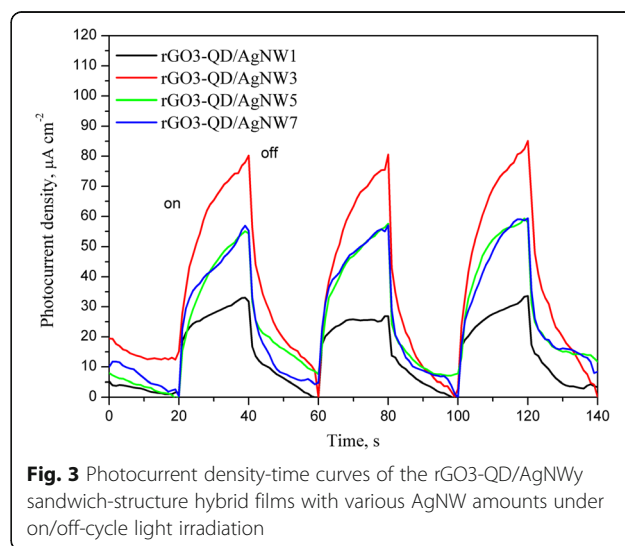 120
110
100
90
80
70
60
50
40
30
20
10
0
Photocurrent density, μA cm⁻²
rGO3-QD/AgNW1
rGO3-QD/AgNW3
rGO3-QD/AgNW5
rGO3-QD/AgNW7
off
on
0 20 40 60 80 100 120 140
Time, s
Fig. 3 Photocurrent density-time curves of the rGO3-QD/AgNWy
sandwich-structure hybrid films with various AgNW amounts under
on/off-cycle light irradiation